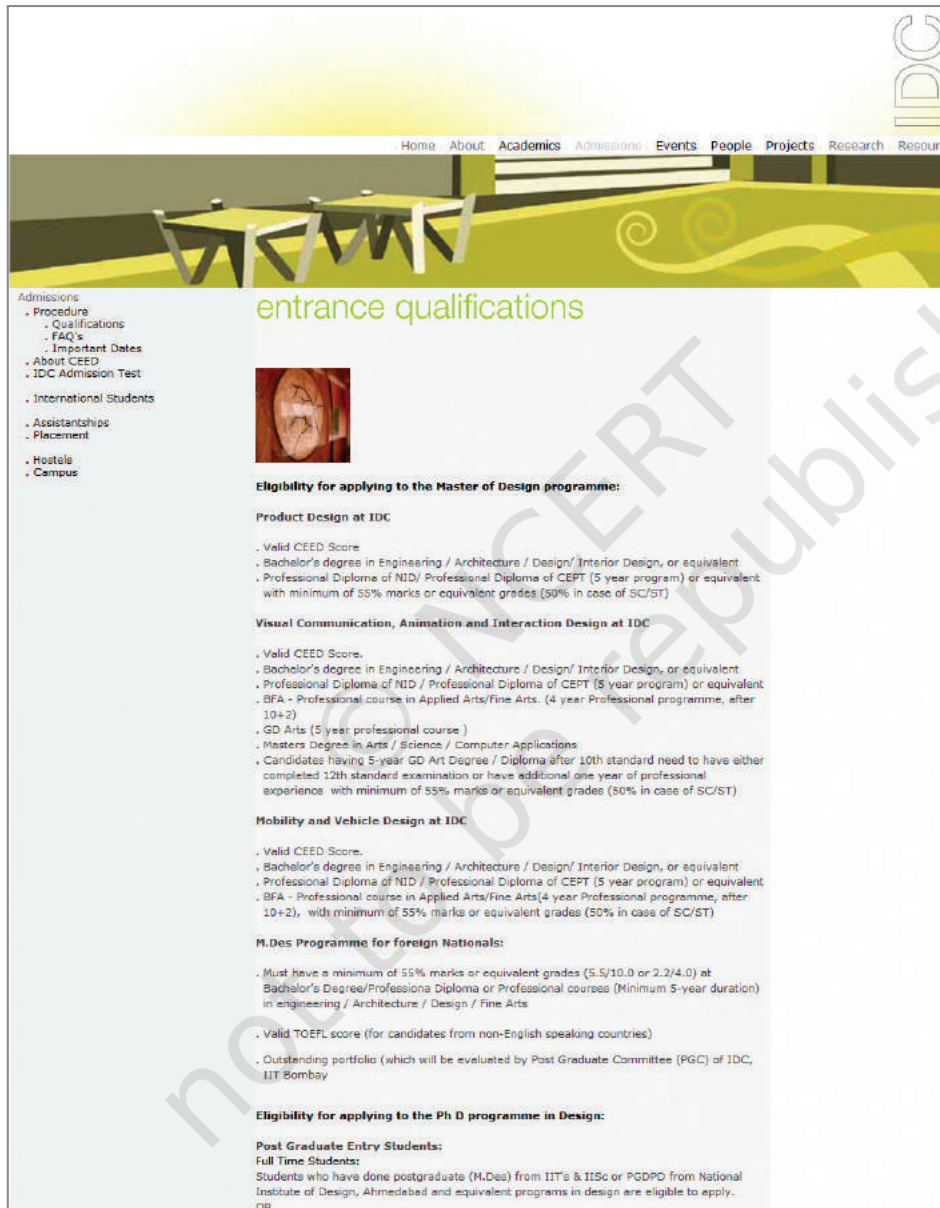 IDC
Home About Academics Admissions Events People Projects Research Resour
Admissions
. Procedure
. Qualifications
. FAQ's
. Important Dates
. About CEED
. IDC Admission Test
. International Students
. Assistantships
. Placement
. Hostels
. Campus
entrance qualifications
Eligibility for applying to the Master of Design programme:
Product Design at IDC
. Valid CEED Score
. Bachelor's degree in Engineering / Architecture / Design/ Interior Design, or equivalent
. Professional Diploma of NID/ Professional Diploma of CEPT (5 year program) or equivalent
with minimum of 55% marks or equivalent grades (50% in case of SC/ST)
Visual Communication, Animation and Interaction Design at IDC
. Valid CEED Score.
. Bachelor's degree in Engineering / Architecture / Design/ Interior Design, or equivalent
. Professional Diploma of NID / Professional Diploma of CEPT (5 year program) or equivalent
. BFA - Professional course in Applied Arts/Fine Arts. (4 year Professional programme, after
10+2)
. GD Arts (5 year professional course )
. Masters Degree in Arts / Science / Computer Applications
. Candidates having 5-year GD Art Degree / Diploma after 10th standard need to have either
completed 12th standard examination or have additional one year of professional
experience with minimum of 55% marks or equivalent grades (50% in case of SC/ST)
Mobility and Vehicle Design at IDC
. Valid CEED Score.
. Bachelor's degree in Engineering / Architecture / Design/ Interior Design, or equivalent
. Professional Diploma of NID / Professional Diploma of CEPT (5 year program) or equivalent
. BFA - Professional course in Applied Arts/Fine Arts(4 year Professional programme, after
10+2), with minimum of 55% marks or equivalent grades (50% in case of SC/ST)
M.Des Programme for foreign Nationals:
. Must have a minimum of 55% marks or equivalent grades (5.5/10.0 or 2.2/4.0) at
Bachelor's Degree/Professiona Diploma or Professional courses (Minimum 5-year duration)
in engineering / Architecture / Design / Fine Arts
. Valid TOEFL score (for candidates from non-English speaking countries)
. Outstanding portfolio (which will be evaluated by Post Graduate Committee (PGC) of IDC,
IIT Bombay
Eligibility for applying to the Ph D programme in Design:
Post Graduate Entry Students:
Full Time Students:
Students who have done postgraduate (M.Des) from IIT's & IISc or PGDPD from National
Institute of Design, Ahmedabad and equivalent programs in design are eligible to apply.
OR
© NCERT
not to be republish